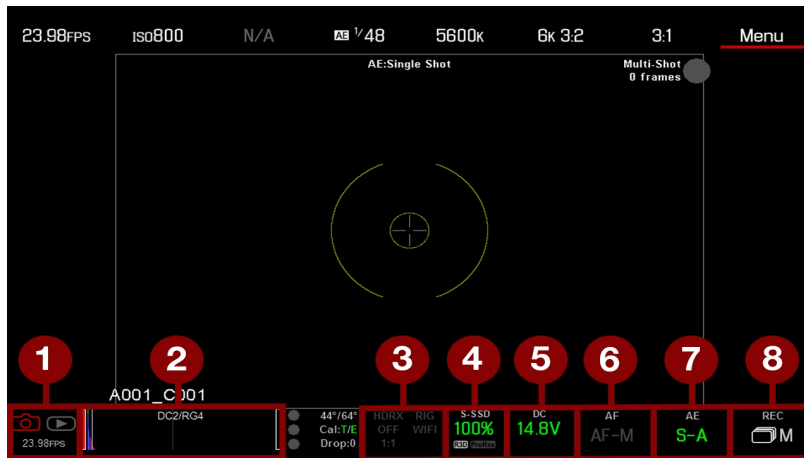 23.98FPS ISO800 N/A AE 1/48 5600K 6K 3:2 3:1 Menu
AE:Single Shot
Multi-Shot
0 frames
1 2 3 4 5 6 7 8
A001_C001
23.98FPS
DC2/RG4
44°/64°
Cal:T/E
Drop:0
HDRX RIG
OFF WIFI
1:1
S-SSD
100%
R3D ProRes
DC
14.8V
AF
AF-M
AE
S-A
REC
M